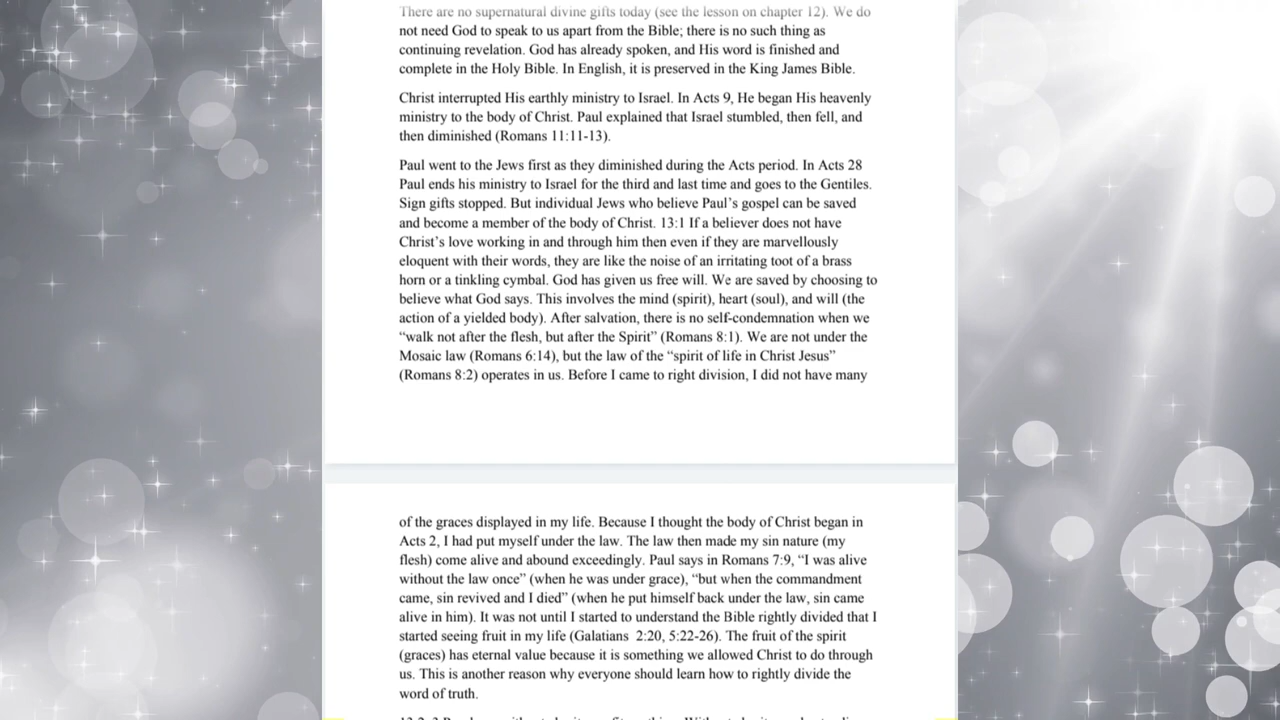 There are no supernatural divine gifts today (see the lesson on chapter 12). We do
not need God to speak to us apart from the Bible; there is no such thing as
continuing revelation. God has already spoken, and His word is finished and
complete in the Holy Bible. In English, it is preserved in the King James Bible.
Christ interrupted His earthly ministry to Israel. In Acts 9, He began His heavenly
ministry to the body of Christ. Paul explained that Israel stumbled, then fell, and
then diminished (Romans 11:11-13).
Paul went to the Jews first as they diminished during the Acts period. In Acts 28
Paul ends his ministry to Israel for the third and last time and goes to the Gentiles.
Sign gifts stopped. But individual Jews who believe Paul’s gospel can be saved
and become a member of the body of Christ. 13:1 If a believer does not have
Christ’s love working in and through him then even if they are marvellously
eloquent with their words, they are like the noise of an irritating toot of a brass
horn or a tinkling cymbal. God has given us free will. We are saved by choosing to
believe what God says. This involves the mind (spirit), heart (soul), and will (the
action of a yielded body). After salvation, there is no self-condemnation when we
“walk not after the flesh, but after the Spirit” (Romans 8:1). We are not under the
Mosaic law (Romans 6:14), but the law of the “spirit of life in Christ Jesus”
(Romans 8:2) operates in us. Before I came to right division, I did not have many
of the graces displayed in my life. Because I thought the body of Christ began in
Acts 2, I had put myself under the law. The law then made my sin nature (my
flesh) come alive and abound exceedingly. Paul says in Romans 7:9, “I was alive
without the law once” (when he was under grace), “but when the commandment
came, sin revived and I died” (when he put himself back under the law, sin came
alive in him). It was not until I started to understand the Bible rightly divided that I
started seeing fruit in my life (Galatians 2:20, 5:22-26). The fruit of the spirit
(graces) has eternal value because it is something we allowed Christ to do through
us. This is another reason why everyone should learn how to rightly divide the
word of truth.